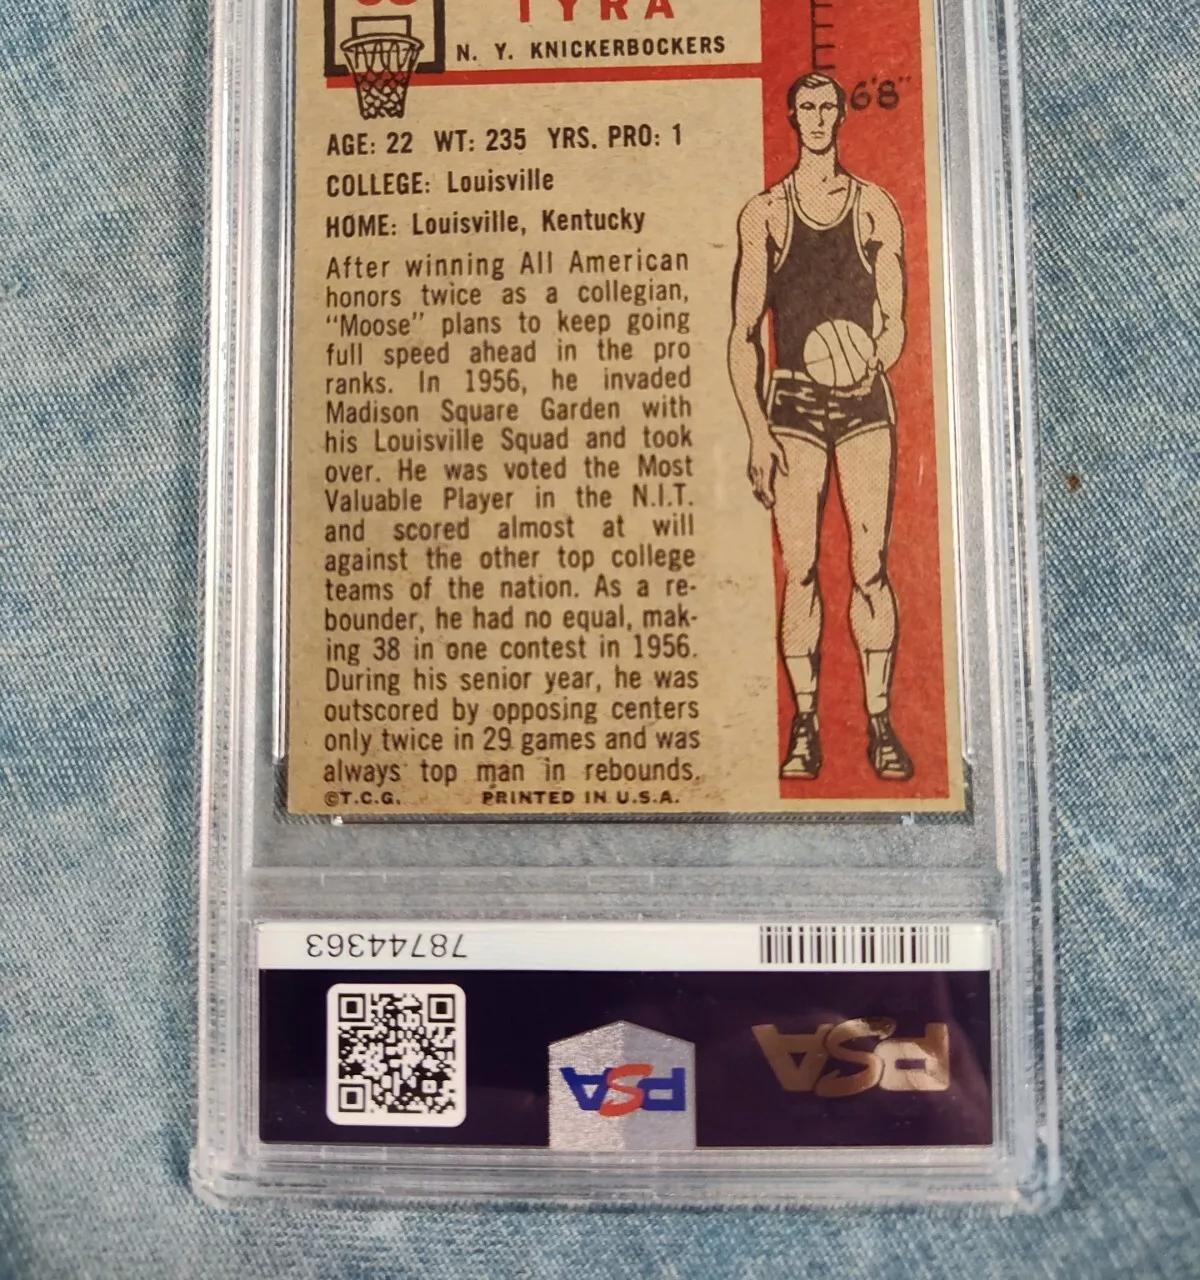 TYRA
N. Y. KNICKERBOCKERS
6'8"
AGE: 22 WT: 235 YRS. PRO: 1
COLLEGE: Louisville
HOME: Louisville, Kentucky
After winning All American
honors twice as a collegian,
"Moose" plans to keep going
full speed ahead in the pro
ranks. In 1956, he invaded
Madison Square Garden with
his Louisville Squad and took
over. He was voted the Most
Valuable Player in the N.I.T.
and scored almost at will
against the other top college
teams of the nation. As a re-
bounder, he had no equal, mak-
ing 38 in one contest in 1956.
During his senior year, he was
outscored by opposing centers
only twice in 29 games and was
always top man in rebounds.
©T.C.G. PRINTED IN U.S.A.
78744363
PSA
PSA